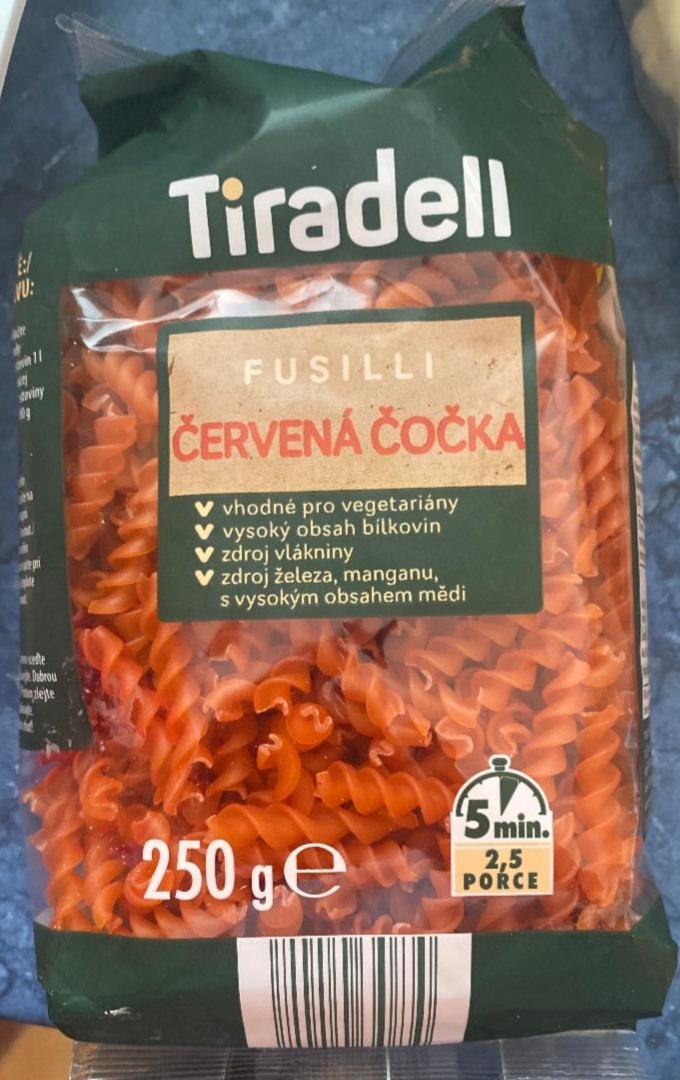 Tiradell
FUSILLI
ČERVENÁ ČOČKA
vhodné pro vegetariány
vysoký obsah bílkovin
zdroj vlákniny
zdroj železa, manganu,
s vysokým obsahem mědi
5 min.
2,5
PORCE
250 g e